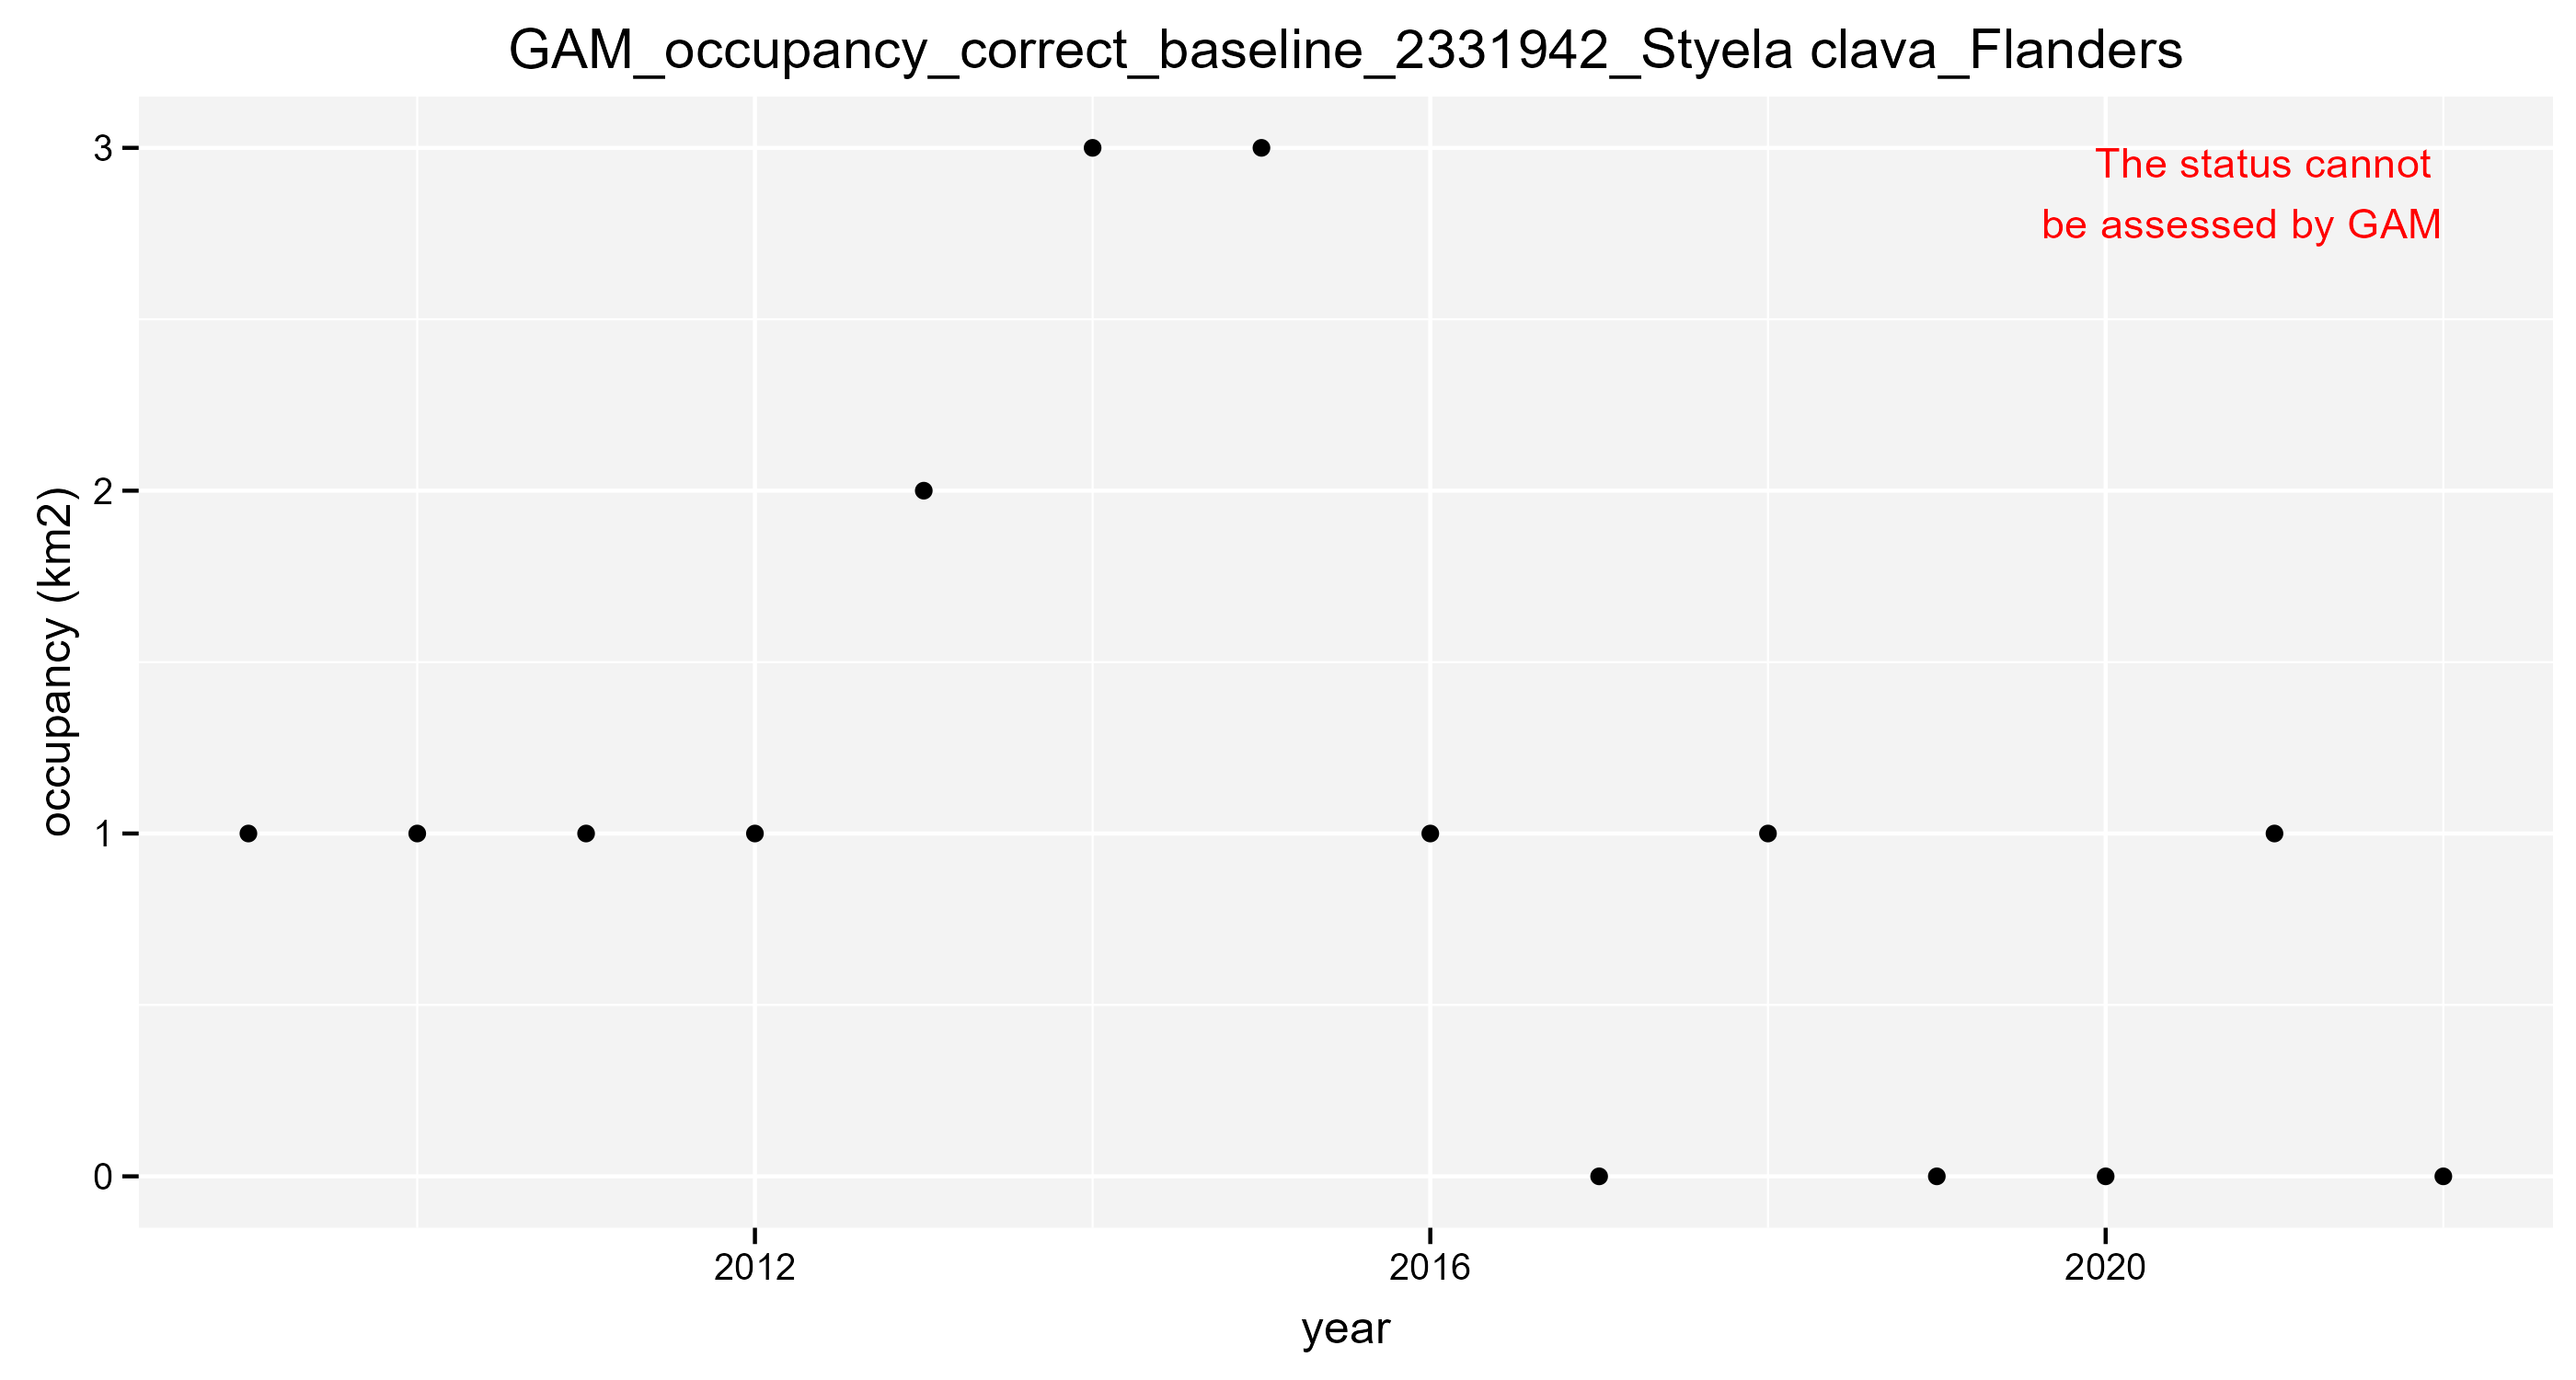 GAM_occupancy_correct_baseline_2331942_Styela clava_Flanders
The status cannot
be assessed by GAM
occupancy (km2)
3
2
1
0
2012
2016
2020
year